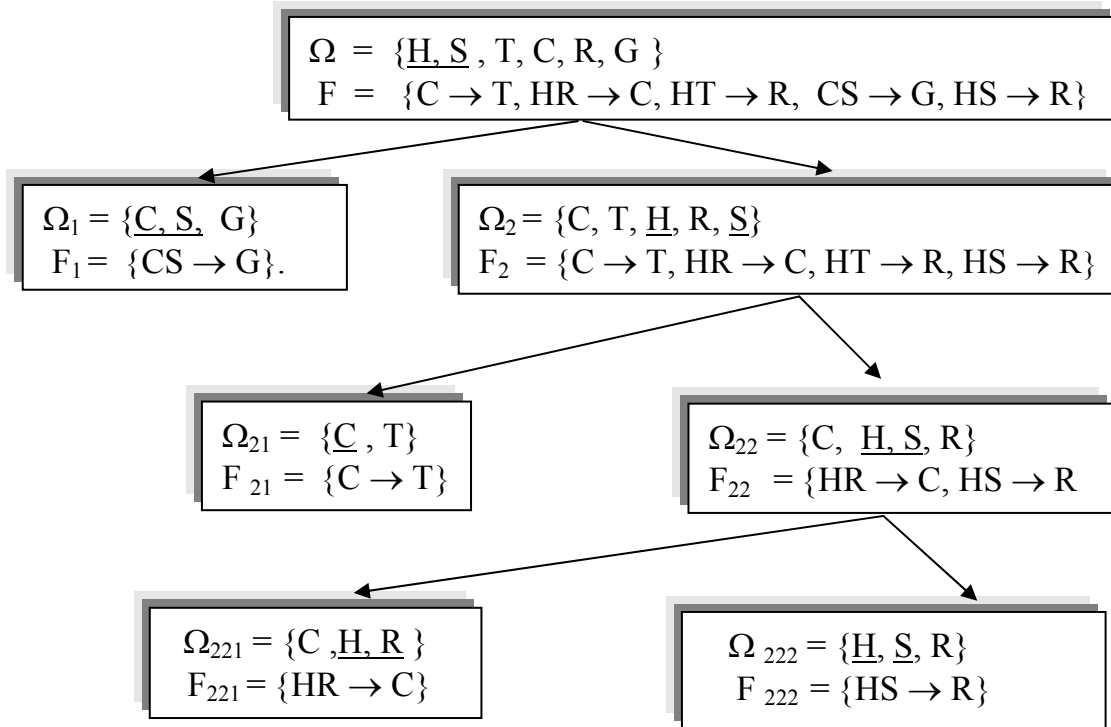 Ω = {H, S , T, C, R, G }
F = {C → T, HR → C, HT → R, CS → G, HS → R}
Ω1 = {C, S, G}
F1 = {CS → G}.
Ω2 = {C, T, H, R, S}
F2 = {C → T, HR → C, HT → R, HS → R}
Ω21 = {C , T}
F 21 = {C → T}
Ω22 = {C, H, S, R}
F22 = {HR → C, HS → R
Ω221 = {C ,H, R }
F221 = {HR → C}
Ω 222 = {H, S, R}
F 222 = {HS → R}